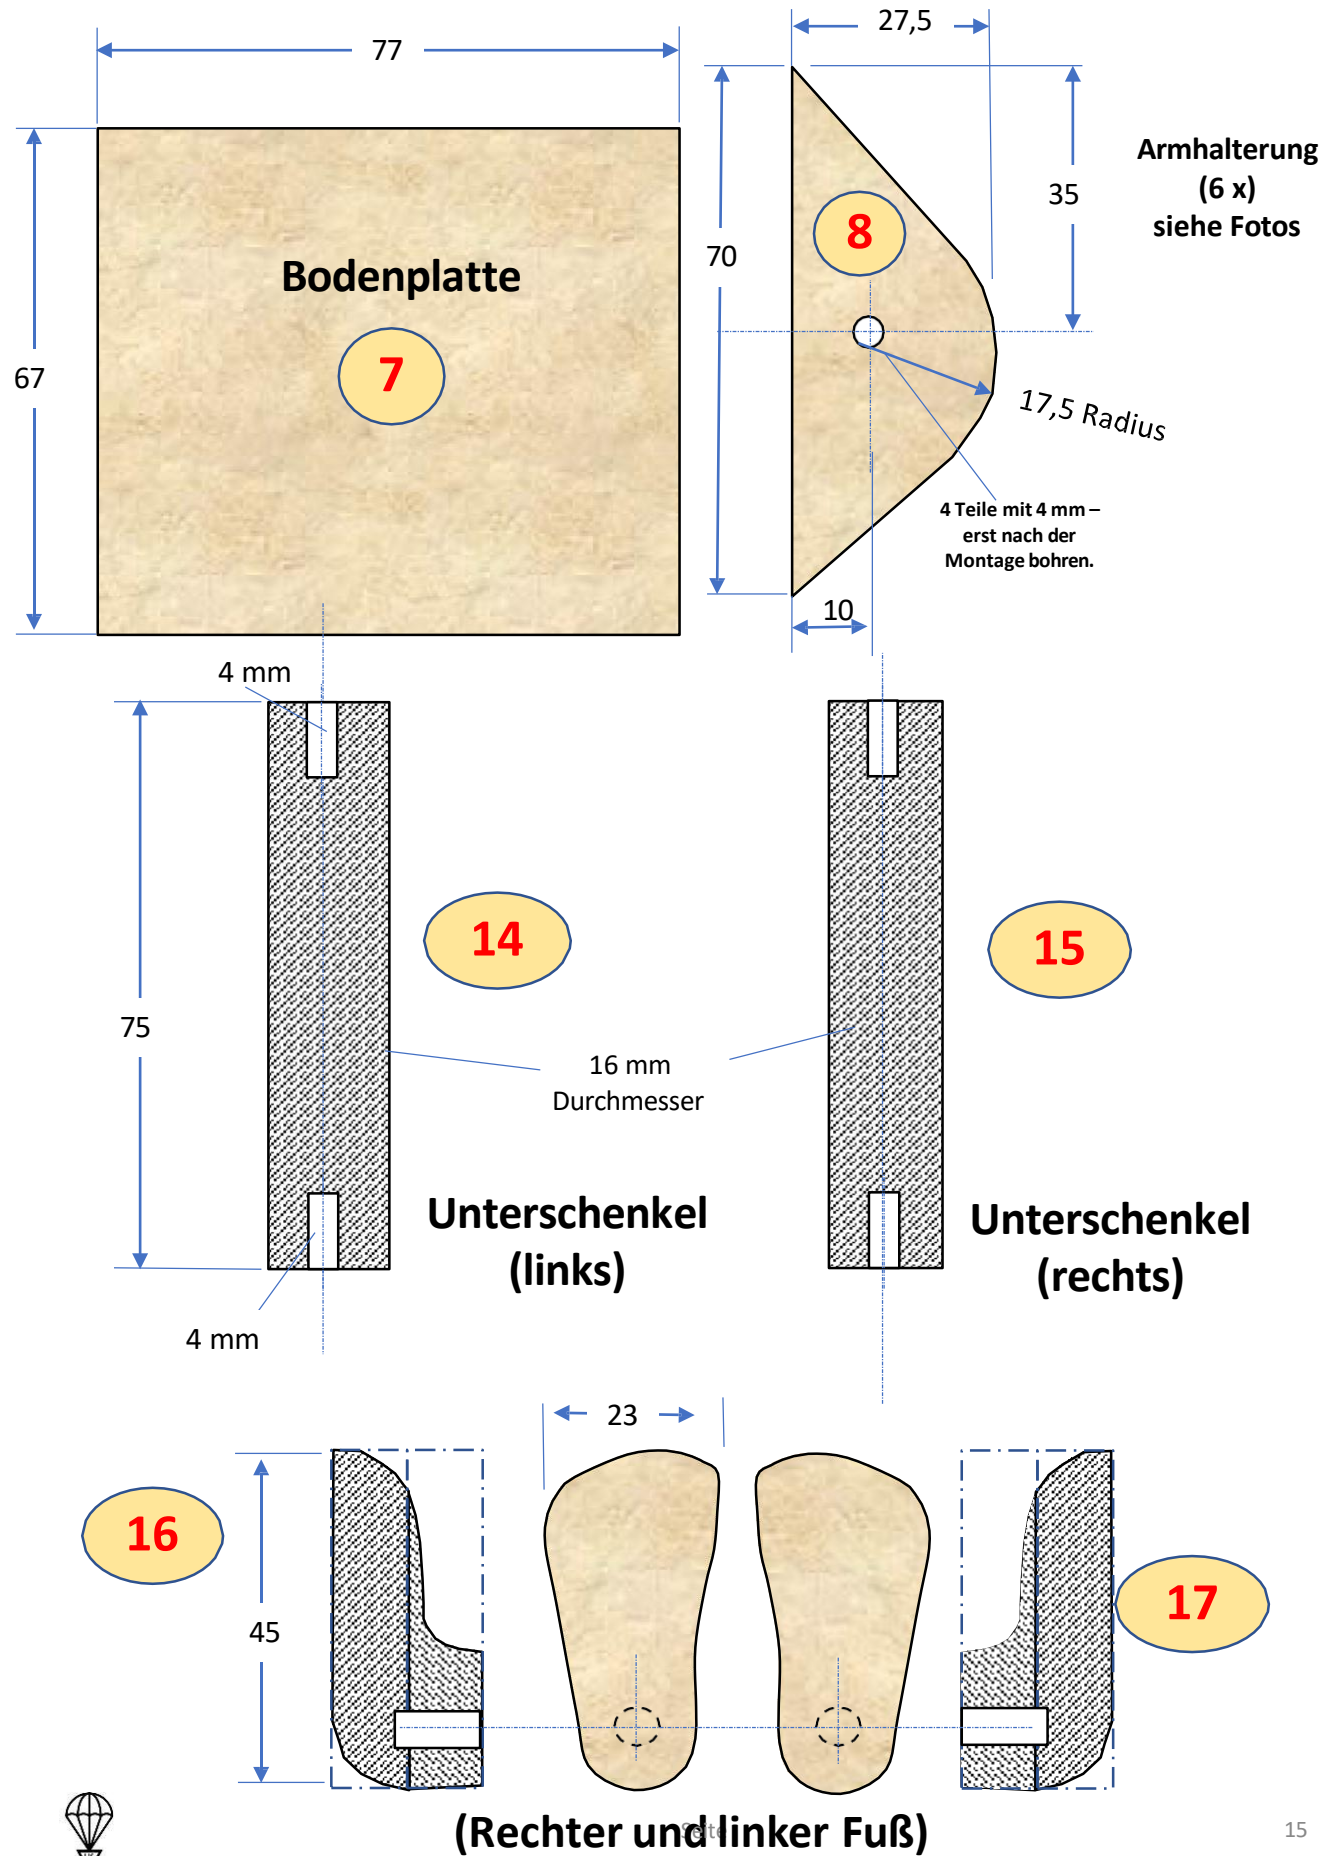 27,5
77
Armhalterung
(6 x)
siehe Fotos
35
8
70
Bodenplatte
7
67
17,5 Radius
4 Teile mit 4 mm –
erst nach der
Montage bohren.
10
4 mm
14
15
75
16 mm
Durchmesser
Unterschenkel
(links)
Unterschenkel
(rechts)
4 mm
23
16
17
45
(Rechter und linker Fuß)
Seite
15